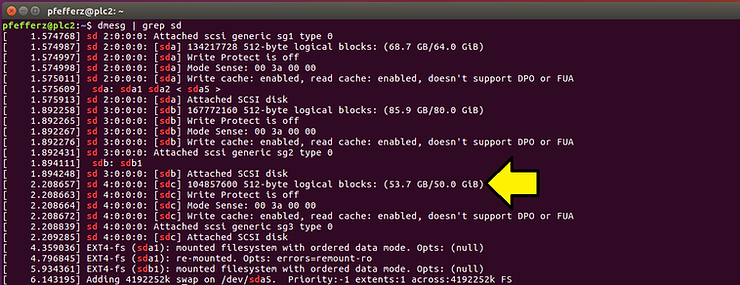 pfefferz@plc2: ~
pfefferz@plc2:~$ dmesg | grep sd
[    1.574768] sd 2:0:0:0: Attached scsi generic sg1 type 0
[    1.574987] sd 2:0:0:0: [sda] 134217728 512-byte logical blocks: (68.7 GB/64.0 GiB)
[    1.574997] sd 2:0:0:0: [sda] Write Protect is off
[    1.574998] sd 2:0:0:0: [sda] Mode Sense: 00 3a 00 00
[    1.575011] sd 2:0:0:0: [sda] Write cache: enabled, read cache: enabled, doesn't support DPO or FUA
[    1.575609]  sda: sda1 sda2 < sda5 >
[    1.575913] sd 2:0:0:0: [sda] Attached SCSI disk
[    1.892258] sd 3:0:0:0: [sdb] 167772160 512-byte logical blocks: (85.9 GB/80.0 GiB)
[    1.892265] sd 3:0:0:0: [sdb] Write Protect is off
[    1.892267] sd 3:0:0:0: [sdb] Mode Sense: 00 3a 00 00
[    1.892276] sd 3:0:0:0: [sdb] Write cache: enabled, read cache: enabled, doesn't support DPO or FUA
[    1.892431] sd 3:0:0:0: Attached scsi generic sg2 type 0
[    1.894111]  sdb: sdb1
[    1.894248] sd 3:0:0:0: [sdb] Attached SCSI disk
[    2.208657] sd 4:0:0:0: [sdc] 104857600 512-byte logical blocks: (53.7 GB/50.0 GiB)
[    2.208663] sd 4:0:0:0: [sdc] Write Protect is off
[    2.208664] sd 4:0:0:0: [sdc] Mode Sense: 00 3a 00 00
[    2.208672] sd 4:0:0:0: [sdc] Write cache: enabled, read cache: enabled, doesn't support DPO or FUA
[    2.208839] sd 4:0:0:0: Attached scsi generic sg3 type 0
[    2.209285] sd 4:0:0:0: [sdc] Attached SCSI disk
[    4.359036] EXT4-fs (sda1): mounted filesystem with ordered data mode. Opts: (null)
[    4.796845] EXT4-fs (sda1): re-mounted. Opts: errors=remount-ro
[    5.934361] EXT4-fs (sdb1): mounted filesystem with ordered data mode. Opts: (null)
[    6.143195] Adding 4192252k swap on /dev/sda5.  Priority:-1 extents:1 across:4192252k FS